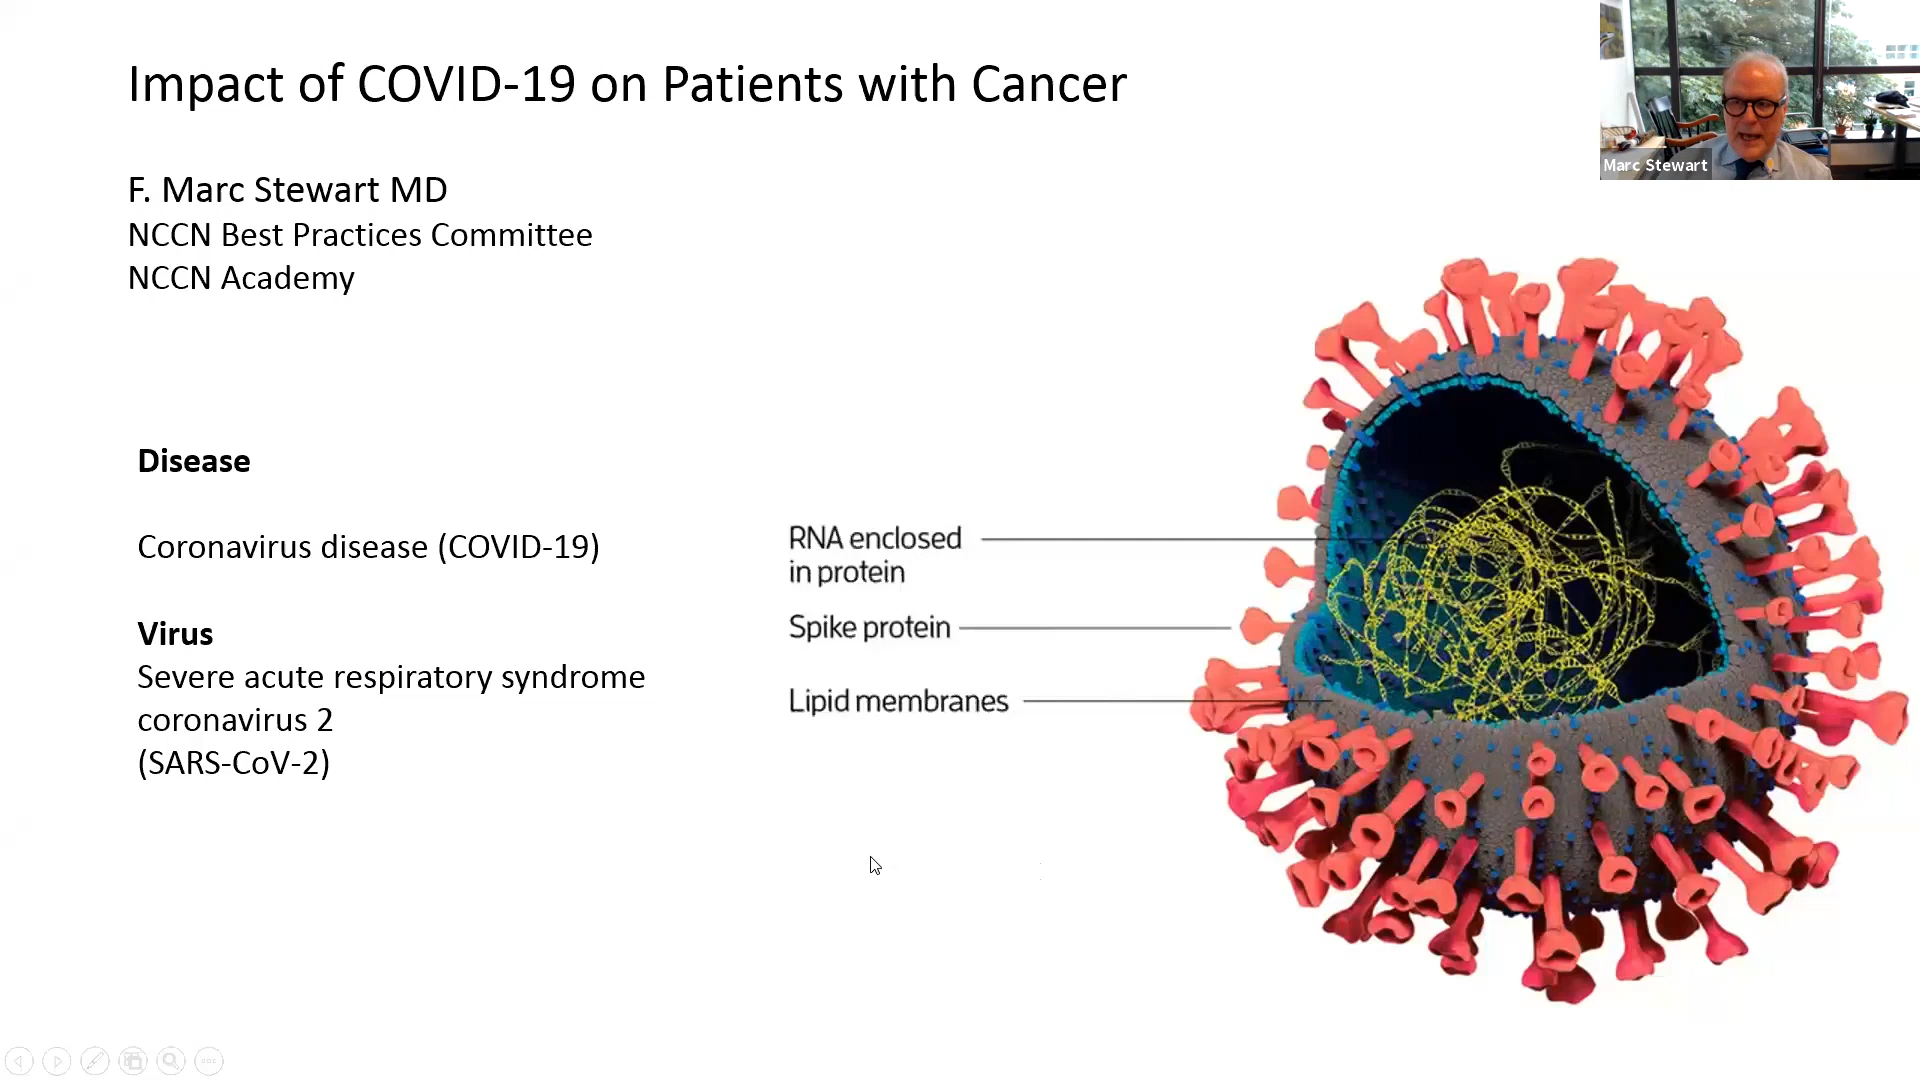 Impact of COVID-19 on Patients with Cancer
Marc Stewart
F. Marc Stewart MD
NCCN Best Practices Committee
NCCN Academy
Disease
Coronavirus disease (COVID-19)
Virus
Severe acute respiratory syndrome
coronavirus 2
(SARS-CoV-2)
RNA enclosed
in protein
Spike protein
Lipid membranes